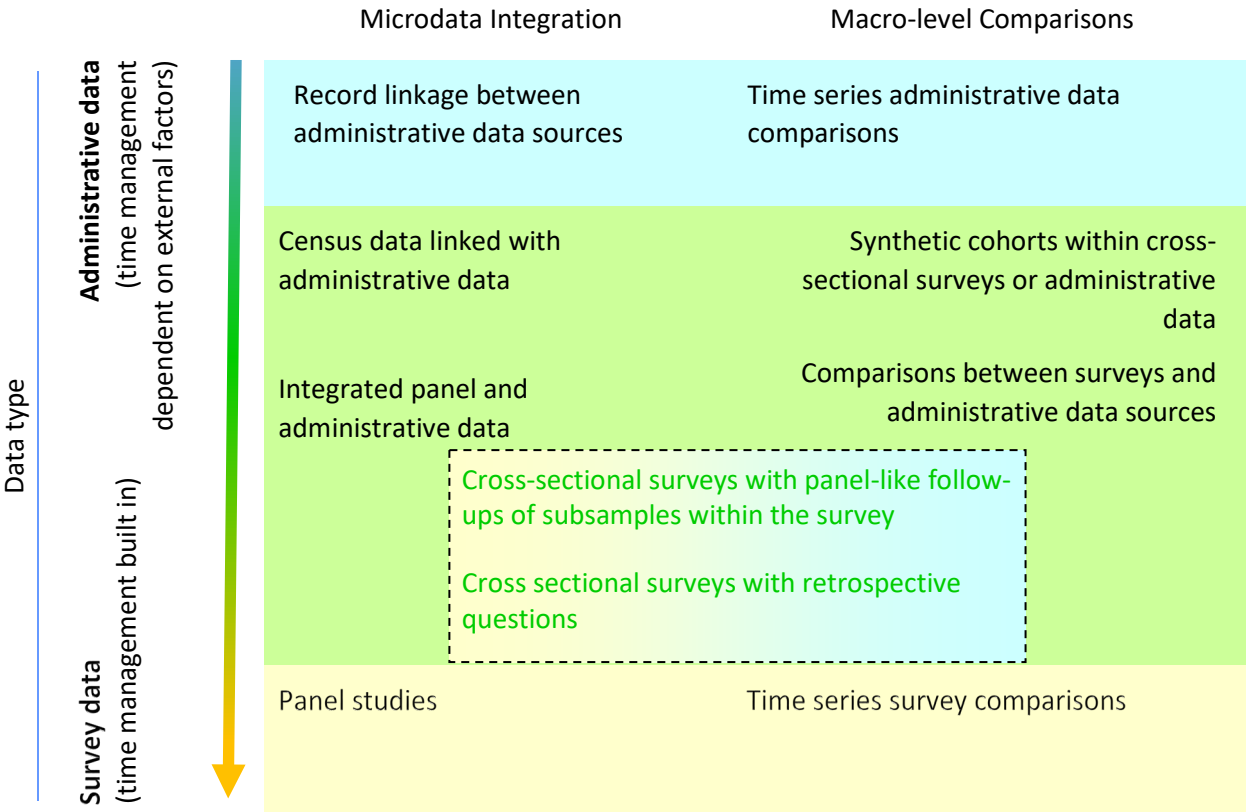 Microdata Integration
Macro-level Comparisons
Data type
Administrative data
(time management
dependent on external factors)
Survey data
(time management built in)
Record linkage between
administrative data sources
Time series administrative data
comparisons
Census data linked with
administrative data
Synthetic cohorts within cross-
sectional surveys or administrative
data
Integrated panel and
administrative data
Comparisons between surveys and
administrative data sources
Cross-sectional surveys with panel-like follow-
ups of subsamples within the survey
Cross sectional surveys with retrospective
questions
Panel studies
Time series survey comparisons